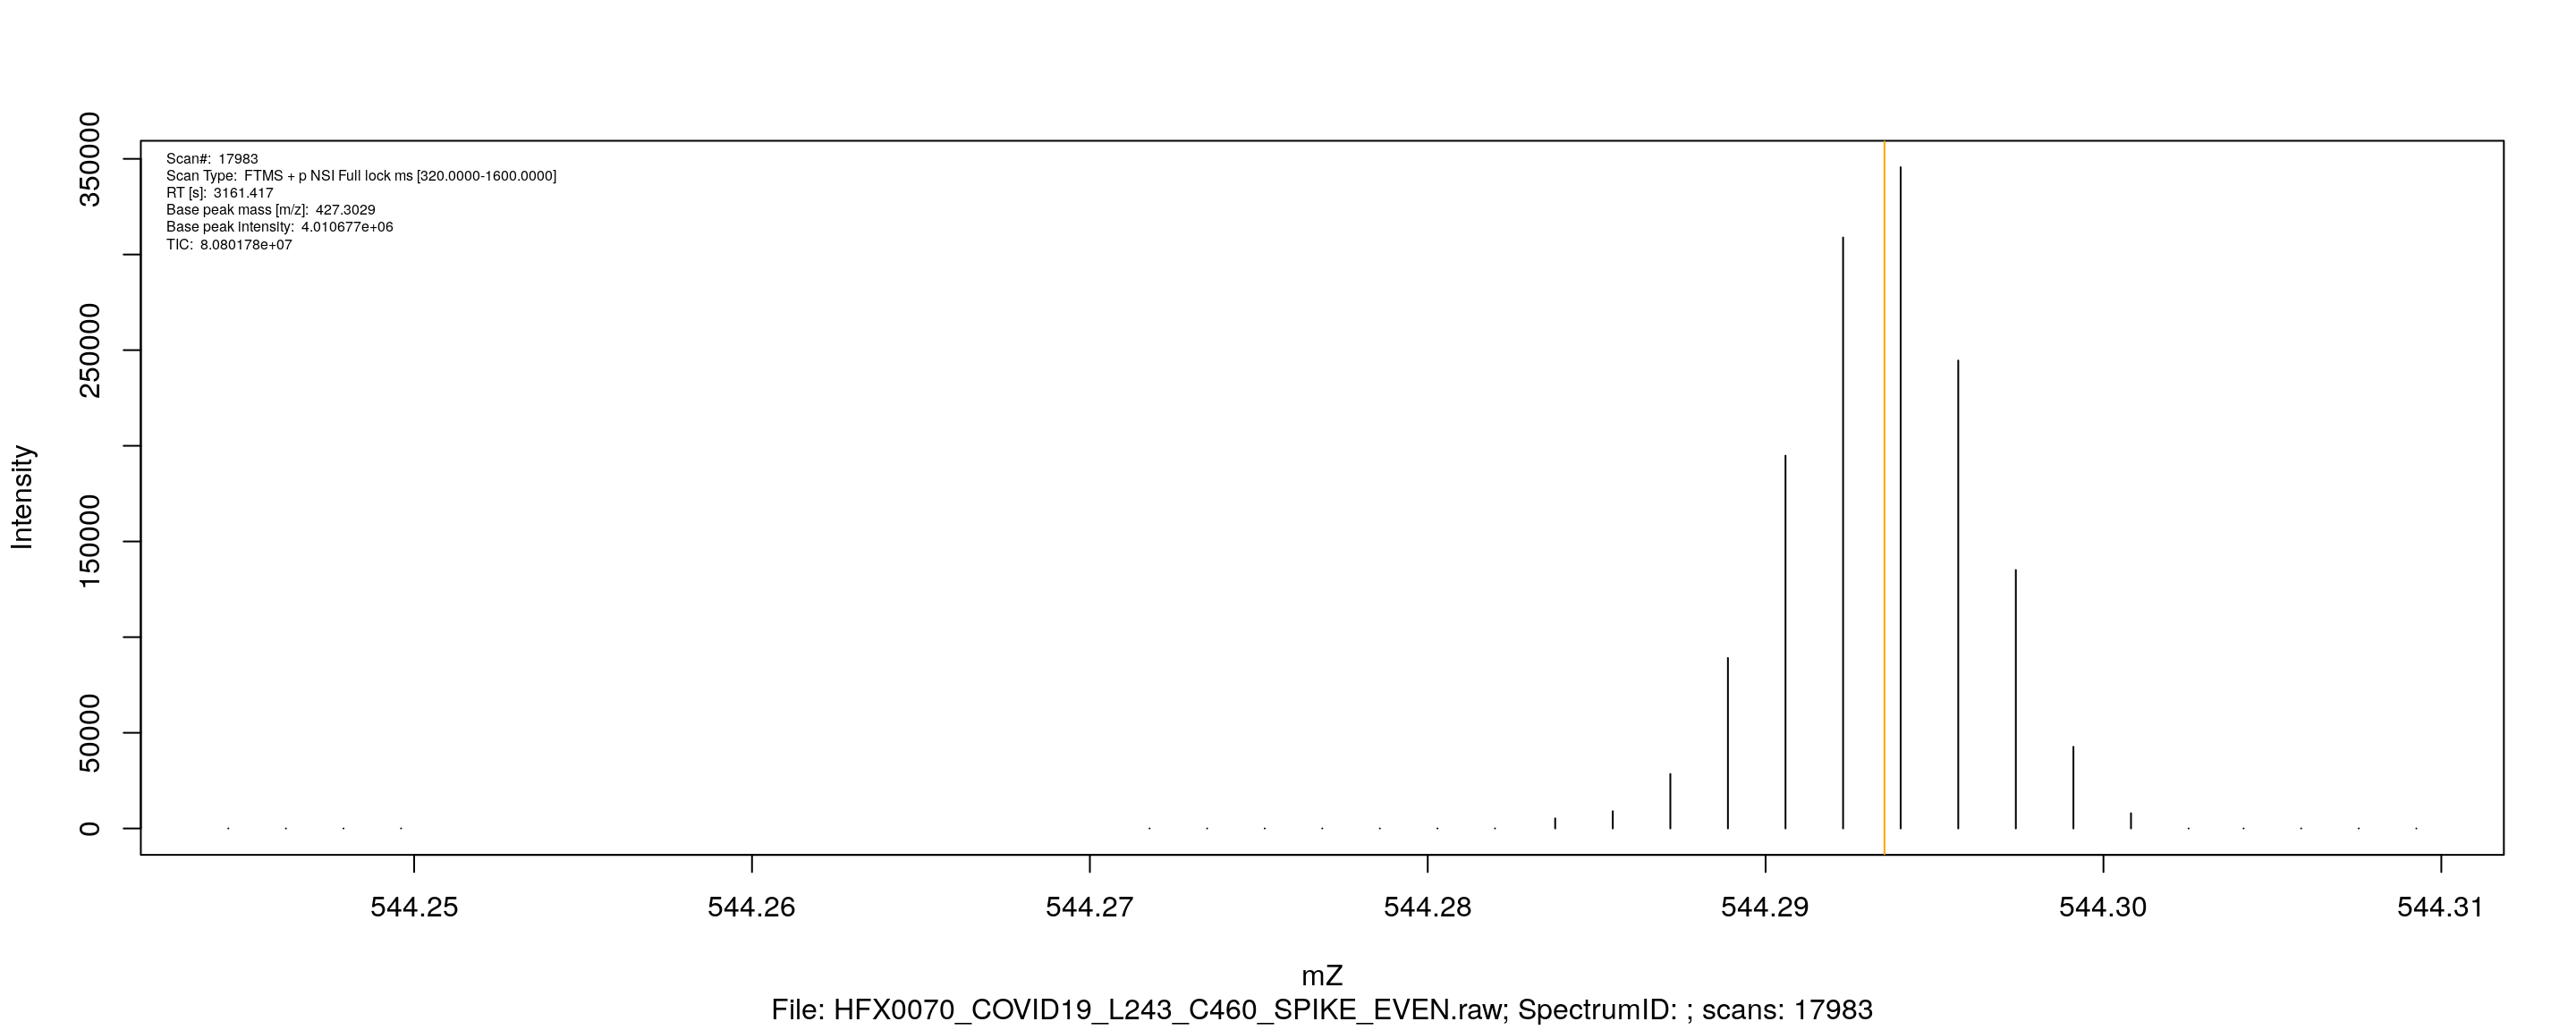 Scan#: 17983
Scan Type: FTMS + p NSI Full lock ms [320.0000-1600.0000]
RT [s]: 3161.417
Base peak mass [m/z]: 427.3029
Base peak intensity: 4.010677e+06
TIC: 8.080178e+07
Intensity
350000
250000
150000
50000
0
544.25 544.26 544.27 544.28 544.29 544.30 544.31
mZ
File: HFX0070_COVID19_L243_C460_SPIKE_EVEN.raw; SpectrumID: ; scans: 17983